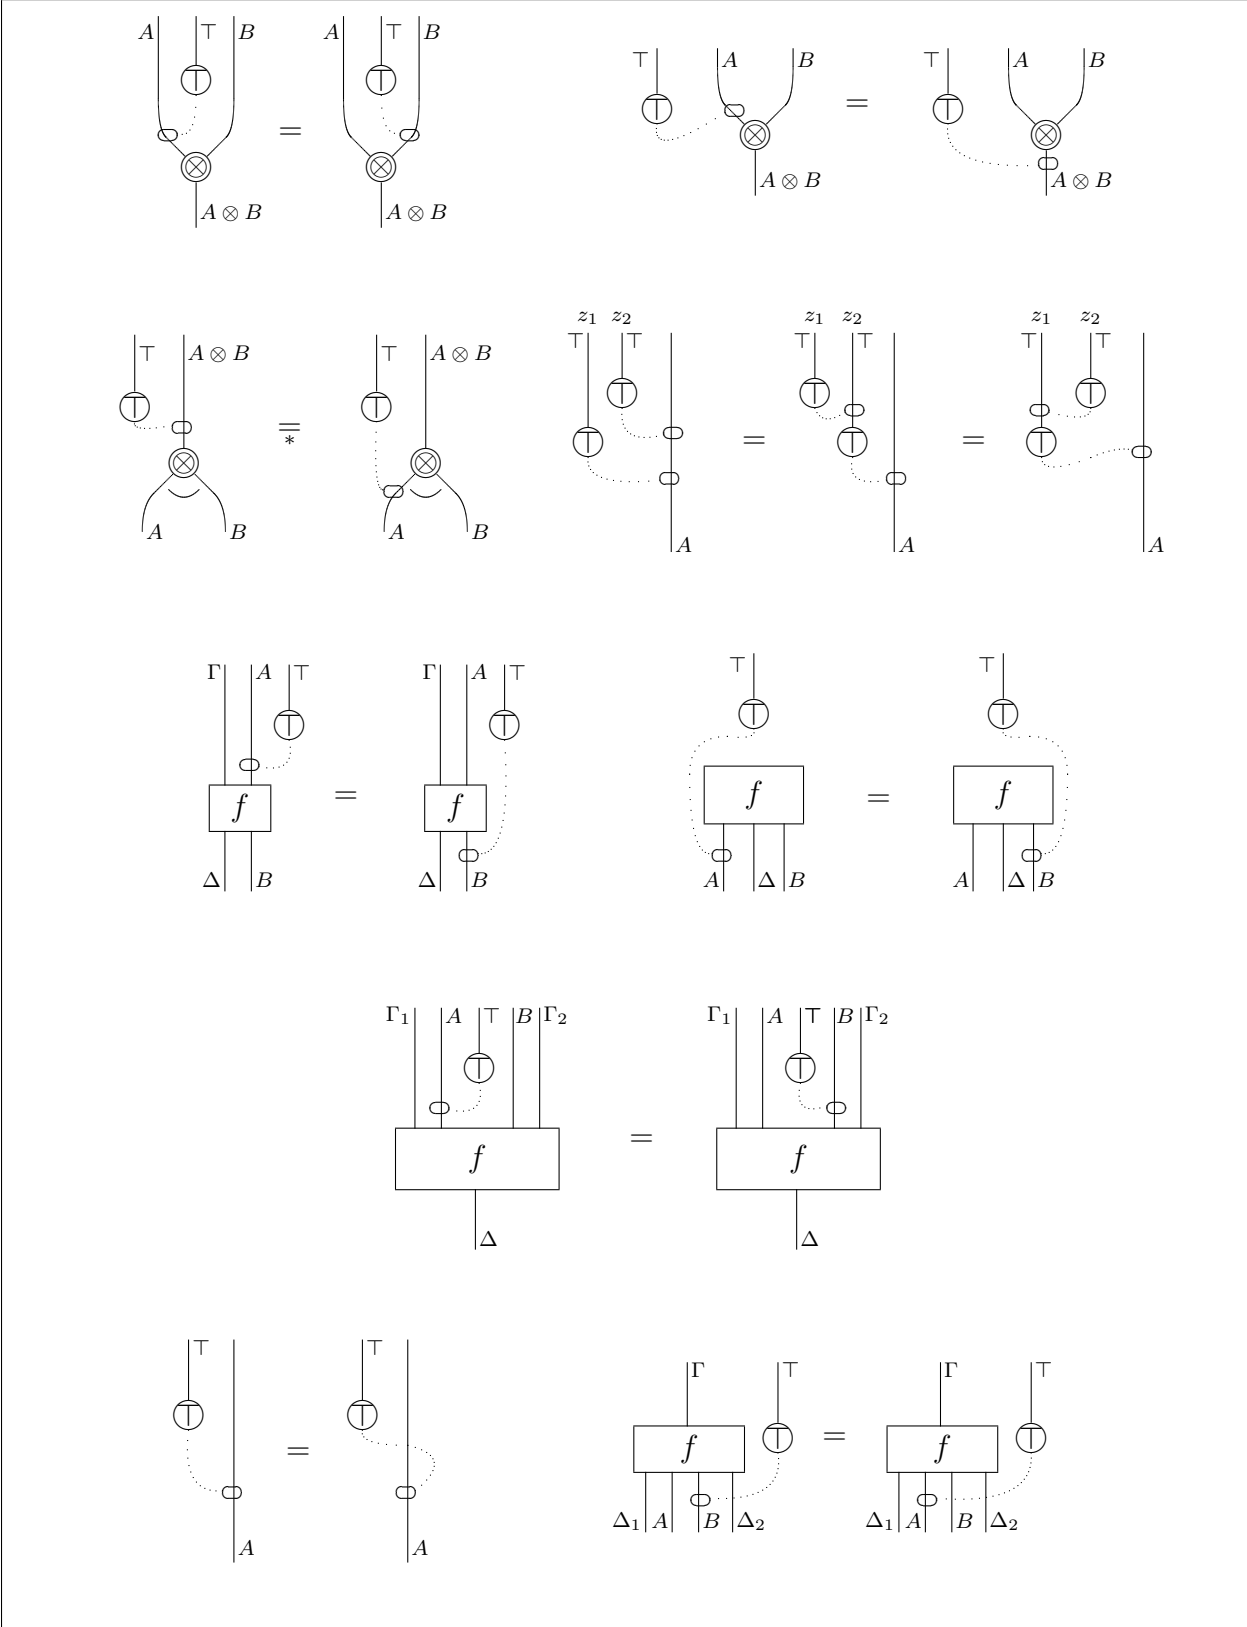 A ⊤ B A ⊤ B
⊤ A B ⊤ A B
⊤ ⊤ = ⊤ ⊤
= ⊗ ⊗
⊗ ⊗ A ⊗ B A ⊗ B
A ⊗ B A ⊗ B
z₁ z₂ z₁ z₂ z₁ z₂
⊤ A ⊗ B ⊤ A ⊗ B ⊤ ⊤ ⊤ ⊤ ⊤ ⊤
⊤ ⊤ ⊤ ⊤ ⊤
= ⊤ = ⊤ = ⊤
*
⊗ ⊗
A B A B A A A
Γ A ⊤ Γ A ⊤ ⊤ ⊤
⊤ ⊤ ⊤ ⊤
f = f f = f
Δ B Δ B A Δ B A Δ B
Γ₁ A ⊤ B Γ₂ Γ₁ A ⊤ B Γ₂
⊤ ⊤
f = f
Δ Δ
⊤ ⊤ Γ ⊤ Γ ⊤
⊤ ⊤ f ⊤ = f ⊤
=
Δ₁ A B Δ₂ Δ₁ A B Δ₂
A A